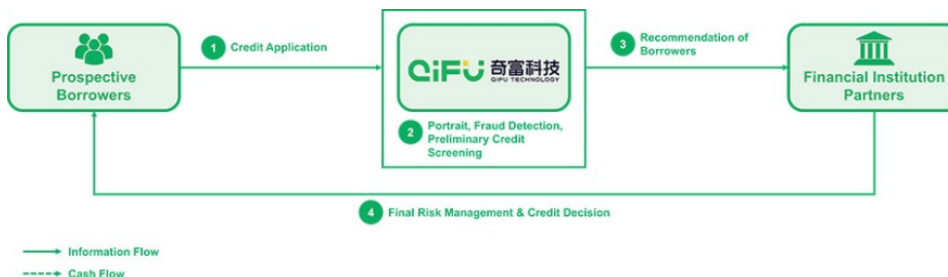 1 Credit Application
3 Recommendation of
Borrowers
Prospective
Borrowers
QiFU 奇富科技
QIFU TECHNOLOGY
Financial Institution
Partners
2 Portrait, Fraud Detection,
Preliminary Credit
Screening
4 Final Risk Management & Credit Decision
Information Flow
Cash Flow